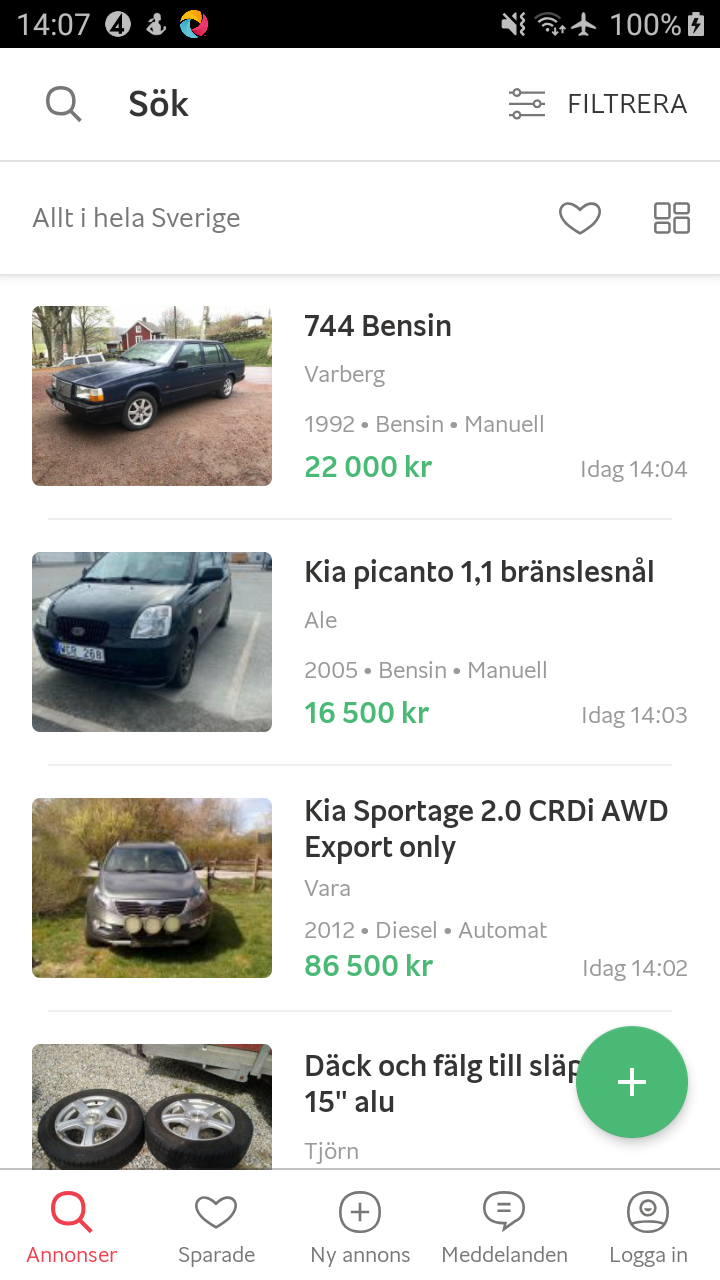 14:07
100%
Sök
FILTRERA
Allt i hela Sverige
744 Bensin
Varberg
1992 • Bensin • Manuell
22 000 kr
Idag 14:04
Kia picanto 1,1 bränslesnål
Ale
2005 • Bensin • Manuell
16 500 kr
Idag 14:03
WCR 268
Kia Sportage 2.0 CRDi AWD
Export only
Vara
2012 • Diesel • Automat
86 500 kr
Idag 14:02
Däck och fälg till släp
15" alu
Tjörn
Annonser
Sparade
Ny annons
Meddelanden
Logga in